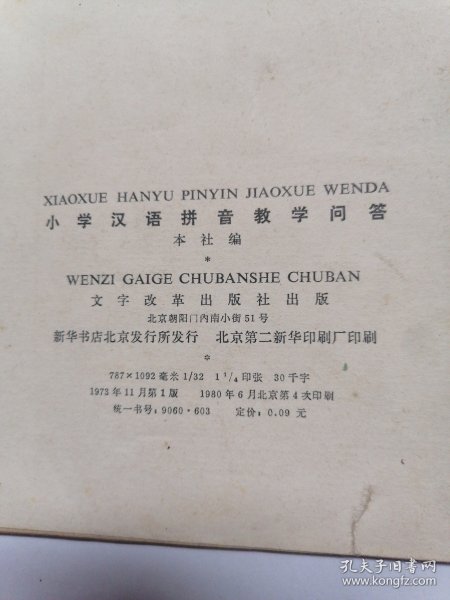 XIAOXUE HANYU PINYIN JIAOXUE WENDA
小学汉语拼音教学问答
本社编
*
WENZI GAIGE CHUBANSHE CHUBAN
文字改革出版社出版
北京朝阳门内南小街51号
新华书店北京发行所发行 北京第二新华印刷厂印刷
*
787×1092毫米1/32 1¹/₄印张 30千字
1973年11月第1版 1980年6月北京第4次印刷
统一书号：9060·603 定价：0.09元
孔夫子旧书网
www.kongfz.com